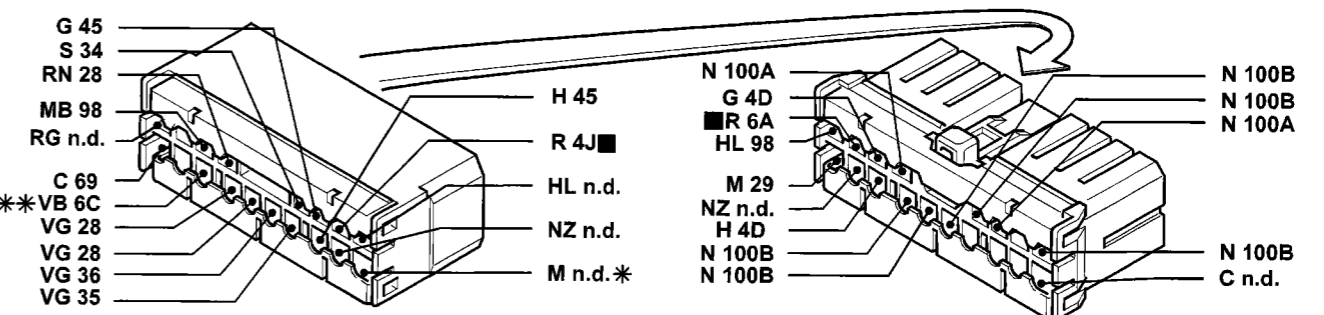 G 45
S 34
RN 28
MB 98
RG n.d.
C 69
✳✳VB 6C
VG 28
VG 28
VG 36
VG 35
H 45
R 4J■
HL n.d.
NZ n.d.
M n.d.✳
N 100A
G 4D
■R 6A
HL 98
M 29
NZ n.d.
H 4D
N 100B
N 100B
N 100B
N 100B
N 100A
N 100B
C n.d.